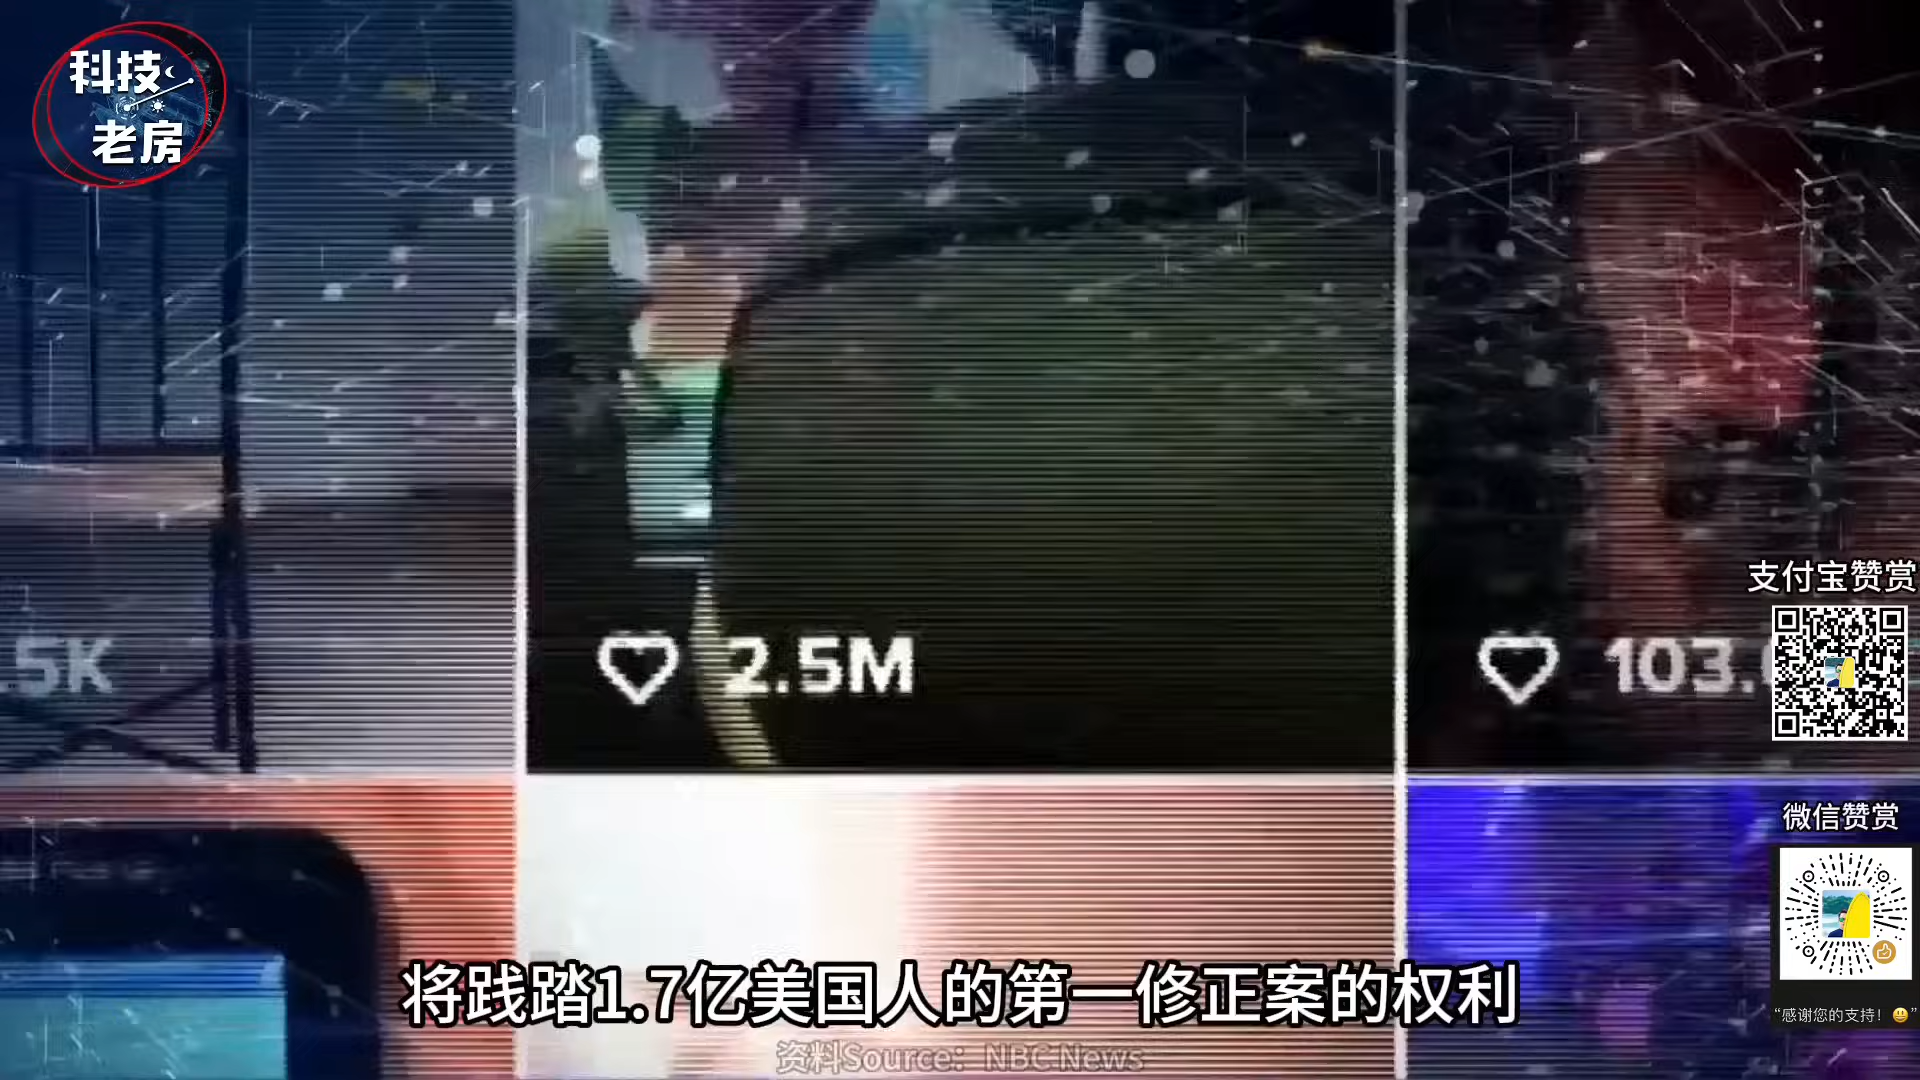 科技
老房
.5K
2.5M
103.
支付宝赞赏
微信赞赏
“感谢您的支持！😃”
将践踏1.7亿美国人的第一修正案的权利
资料Source：NBC News